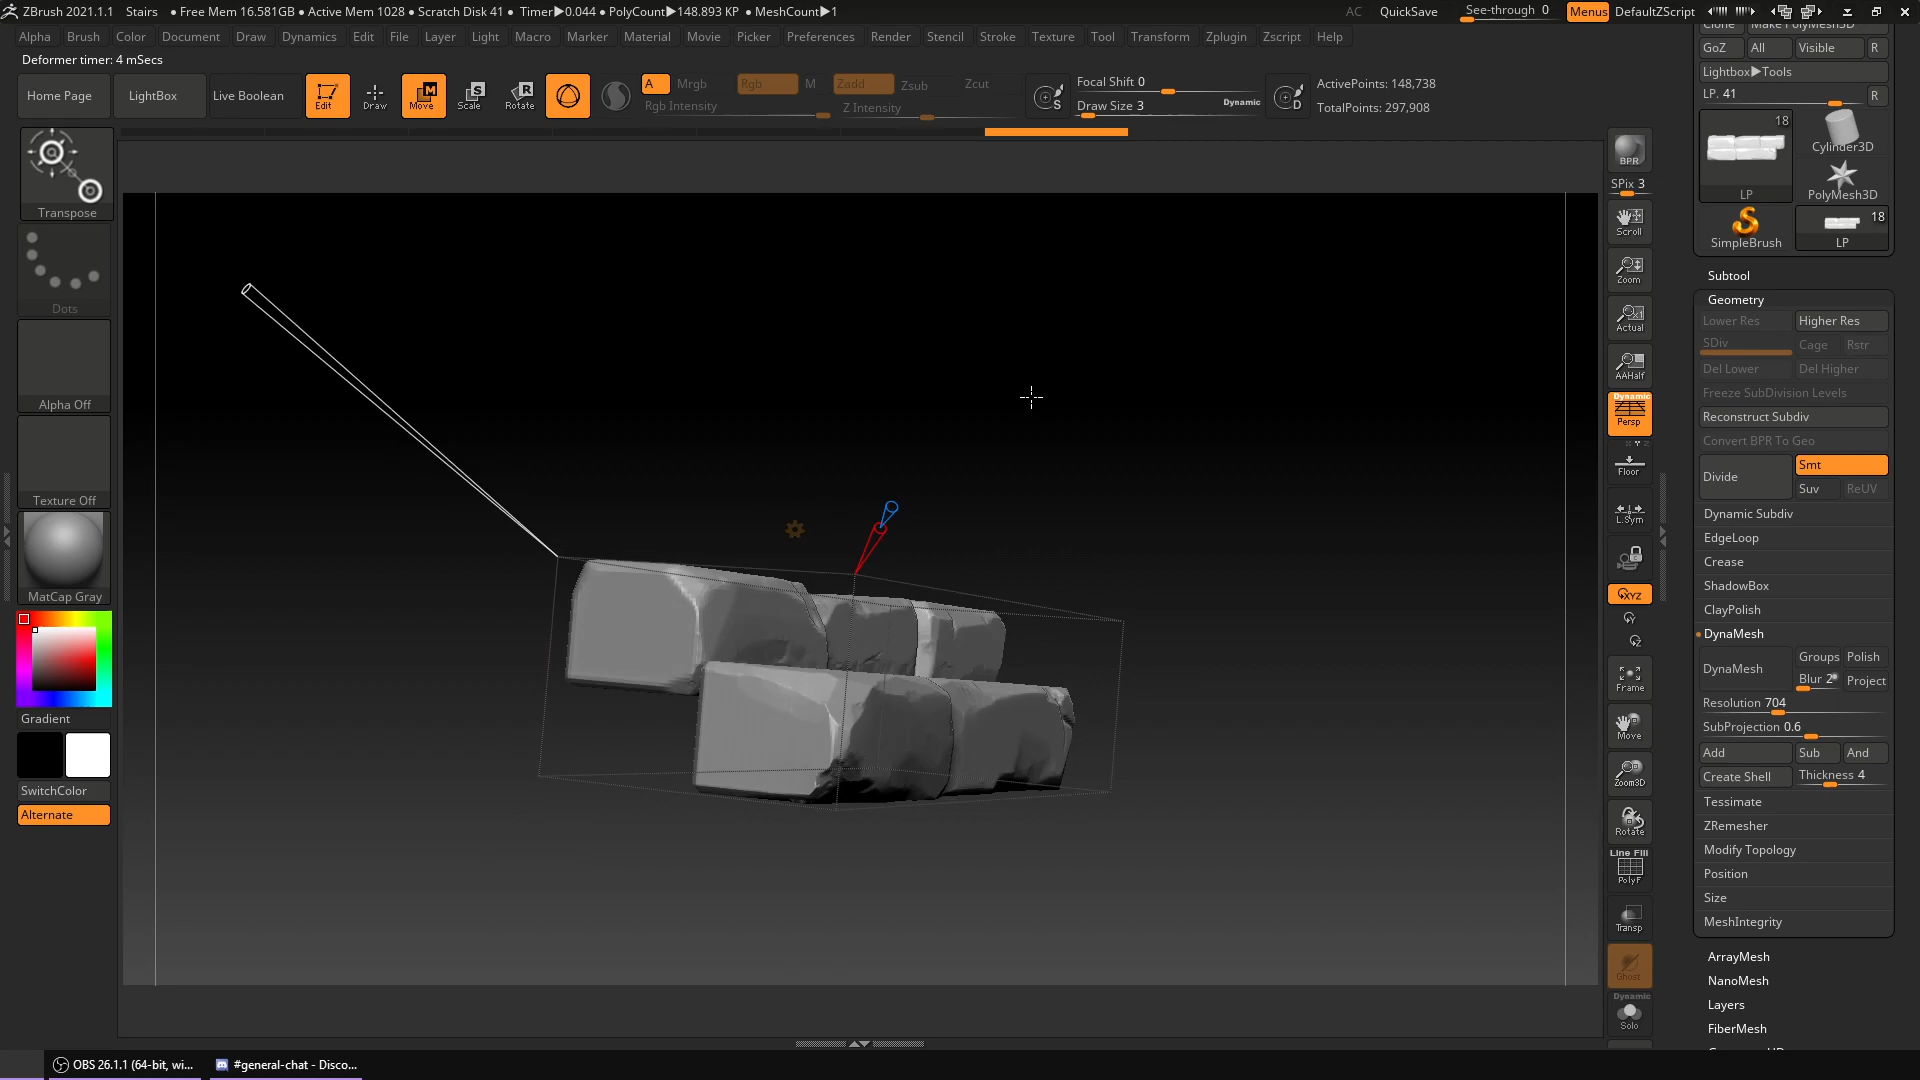 ZBrush 2021.1.1 Stairs • Free Mem 16.581GB • Active Mem 1028 • Scratch Disk 41 • Timer▶0.044 • PolyCount▶148.893 KP • MeshCount▶1 AC QuickSave See-through 0 Menus DefaultZScript
Alpha Brush Color Document Draw Dynamics Edit File Layer Light Macro Marker Material Movie Picker Preferences Render Stencil Stroke Texture Tool Transform Zplugin Zscript Help
Deformer timer: 4 mSecs
Home Page LightBox Live Boolean Edit Draw Move Scale Rotate
A Mrgb Rgb M Zadd Zsub Zcut
Rgb Intensity Z Intensity
Focal Shift 0
Draw Size 3 Dynamic
ActivePoints: 148,738
TotalPoints: 297,908
Transpose
Dots
Alpha Off
Texture Off
MatCap Gray
Gradient
SwitchColor
Alternate
BPR
SPix 3
Scroll
Zoom
Actual
AAHalf
Dynamic
Persp
Floor
L.Sym
XYZ
Frame
Move
Zoom3D
Rotate
Line Fill
PolyF
Transp
Ghost
Dynamic
Solo
GoZ All Visible R
Lightbox▶Tools
LP. 41 R
18
LP
Cylinder3D
PolyMesh3D
SimpleBrush
18
LP
Subtool
Geometry
Lower Res Higher Res
SDiv Cage Rstr
Del Lower Del Higher
Freeze SubDivision Levels
Reconstruct Subdiv
Convert BPR To Geo
Divide Smt
Suv ReUV
Dynamic Subdiv
EdgeLoop
Crease
ShadowBox
ClayPolish
DynaMesh
DynaMesh Groups Polish
Blur 2 Project
Resolution 704
SubProjection 0.6
Add Sub And
Create Shell Thickness 4
Tessimate
ZRemesher
Modify Topology
Position
Size
MeshIntegrity
ArrayMesh
NanoMesh
Layers
FiberMesh
OBS 26.1.1 (64-bit, wi... #general-chat - Disco...